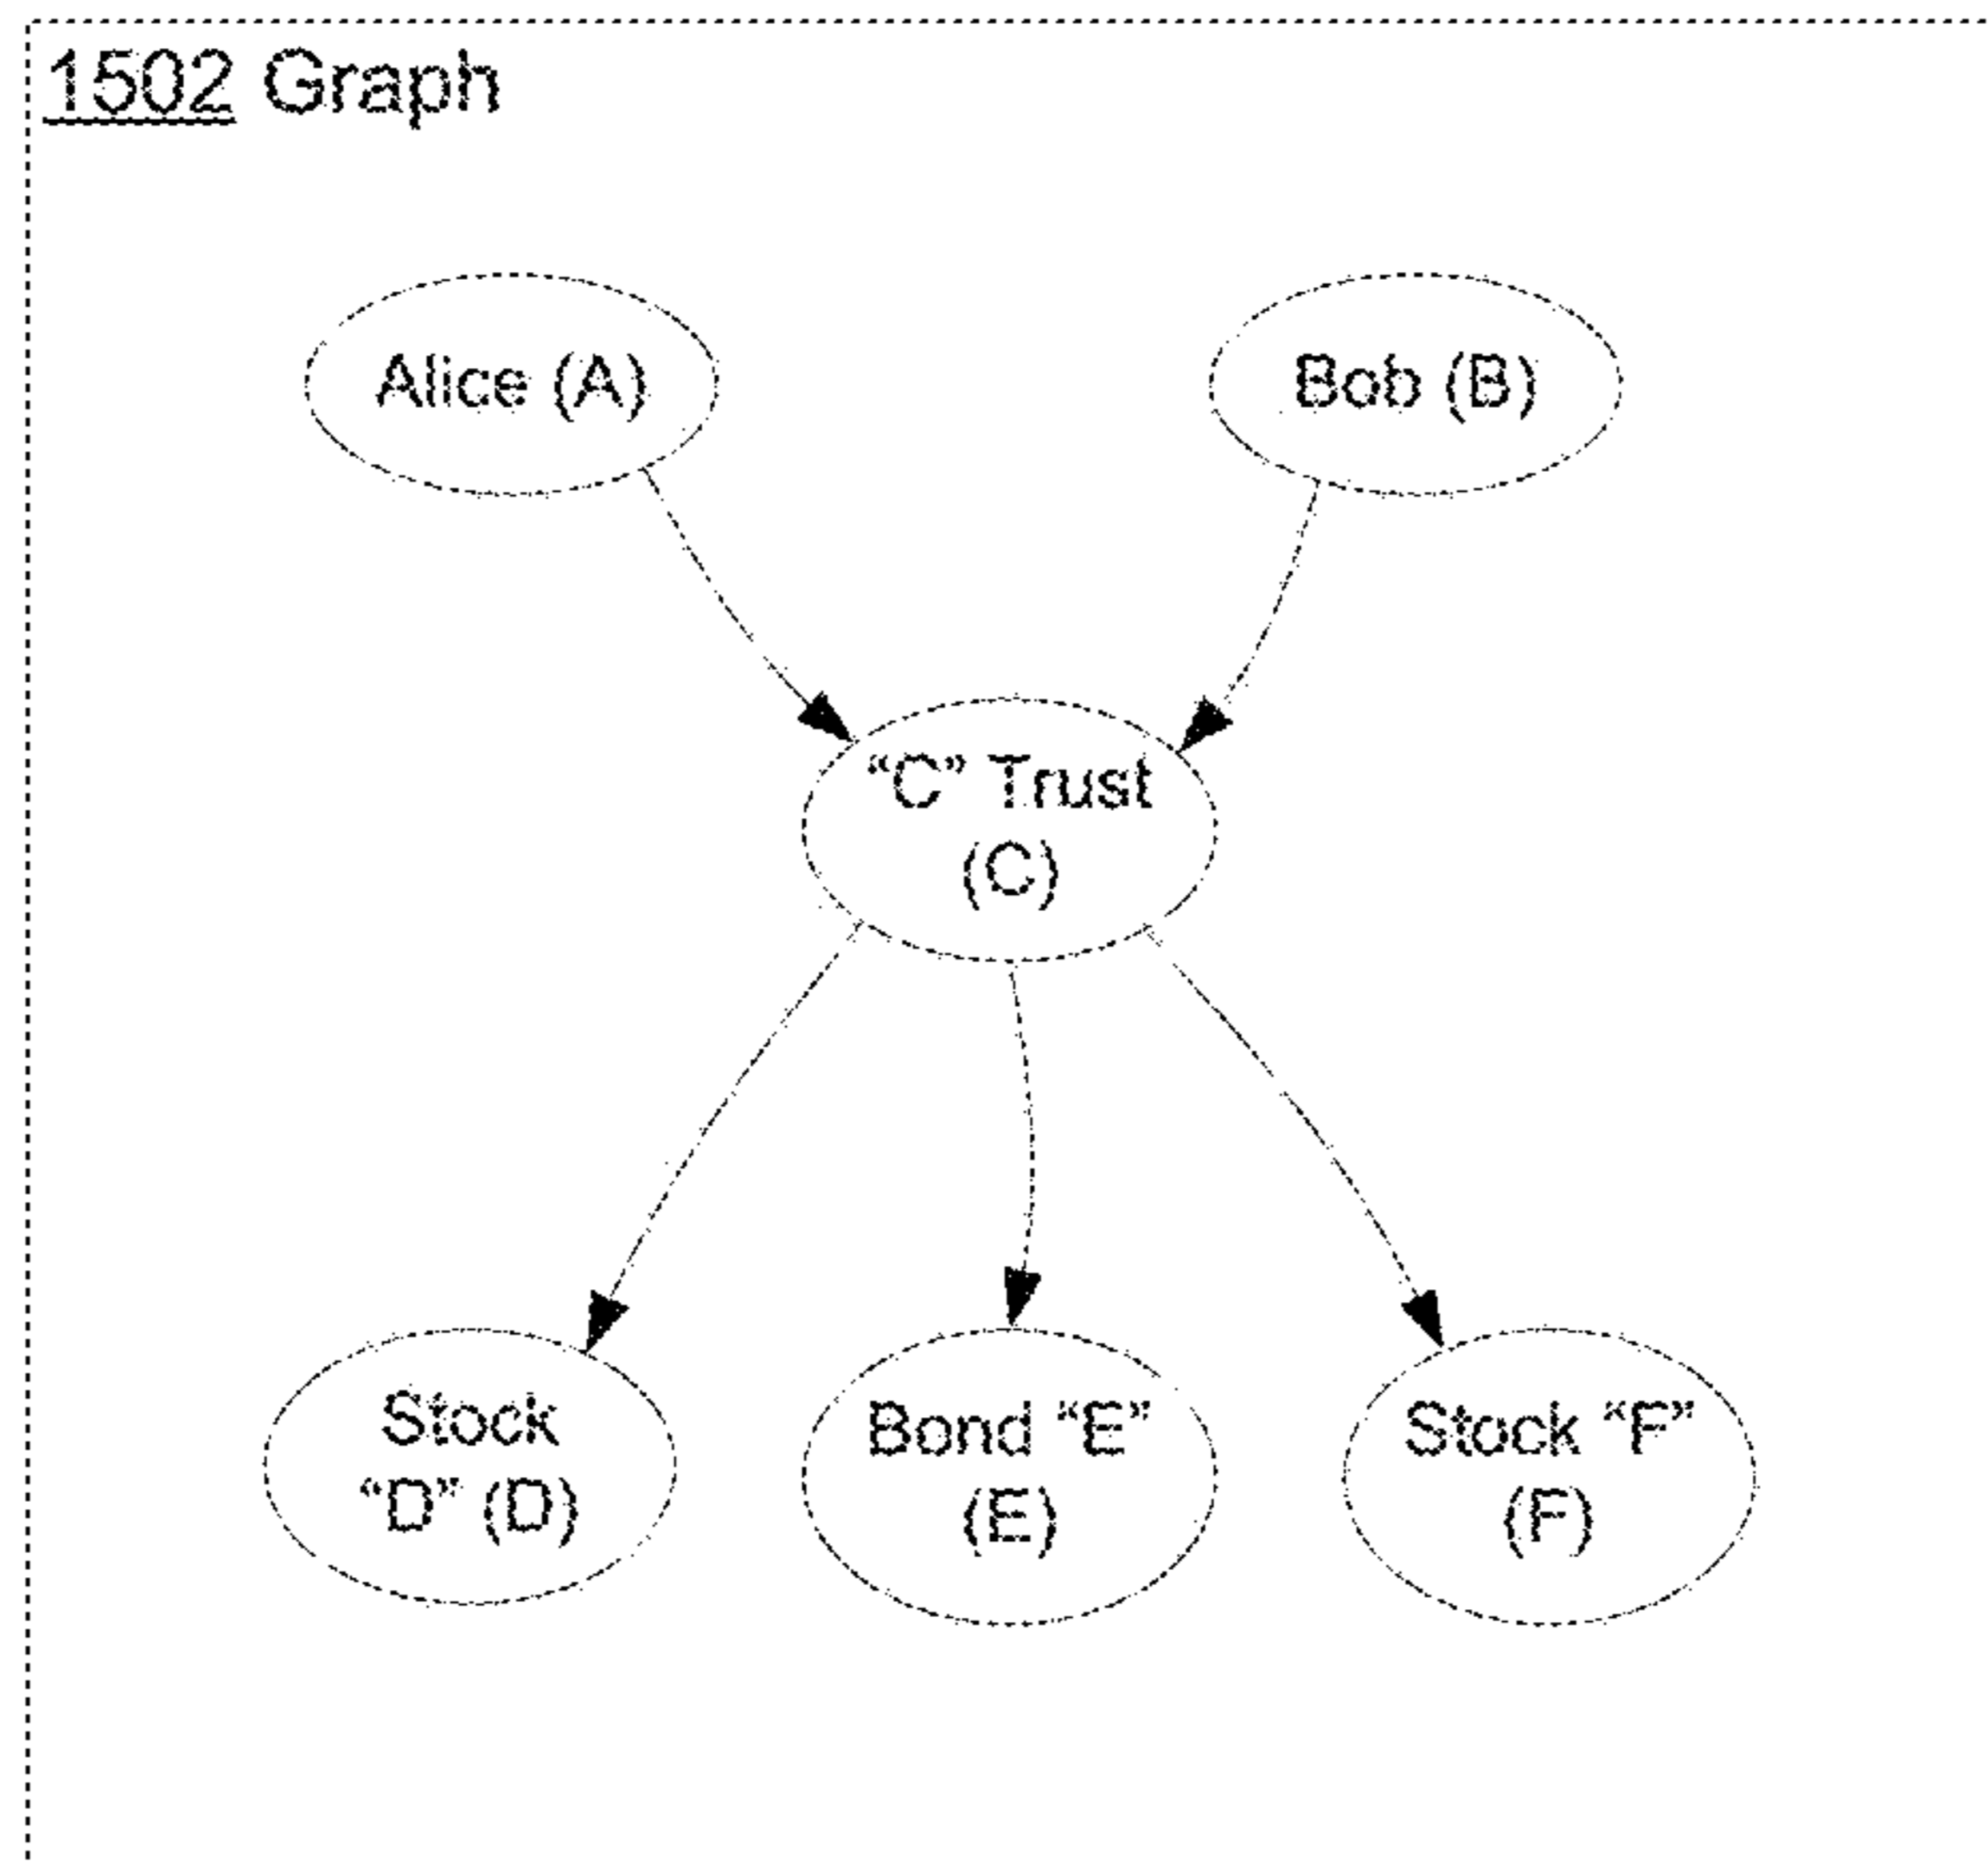 1502 Graph
Alice (A)
Bob (B)
“C” Trust
(C)
Stock
“D” (D)
Bond “E”
(E)
Stock “F”
(F)